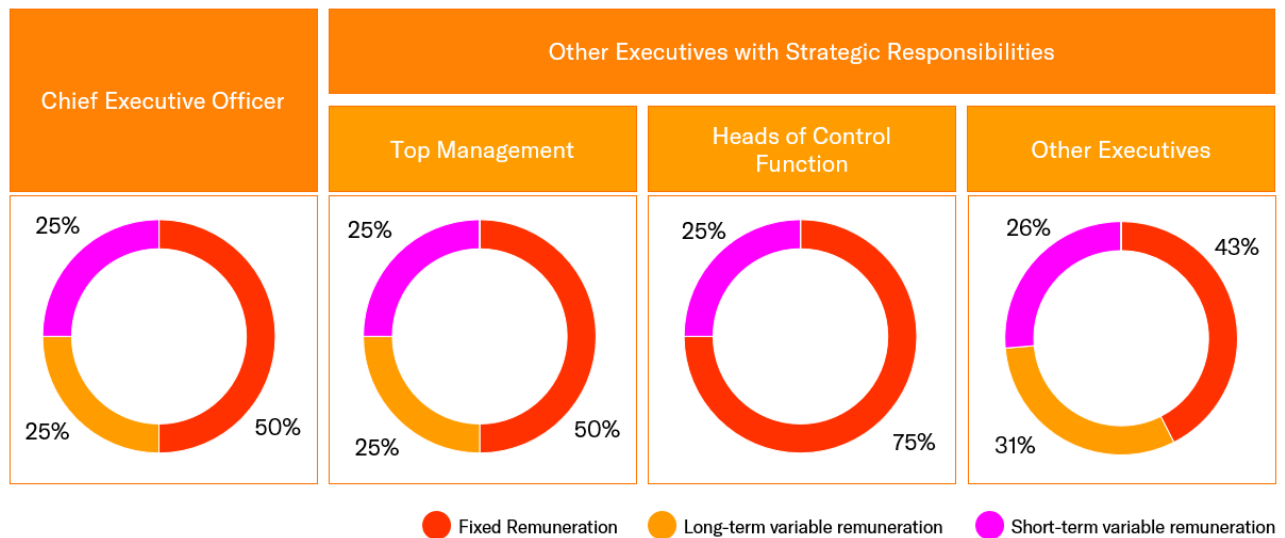 Chief Executive Officer
Other Executives with Strategic Responsibilities
Top Management
Heads of Control
Function
Other Executives
25%
25%
50%
25%
25%
50%
25%
75%
26%
43%
31%
Fixed Remuneration
Long-term variable remuneration
Short-term variable remuneration